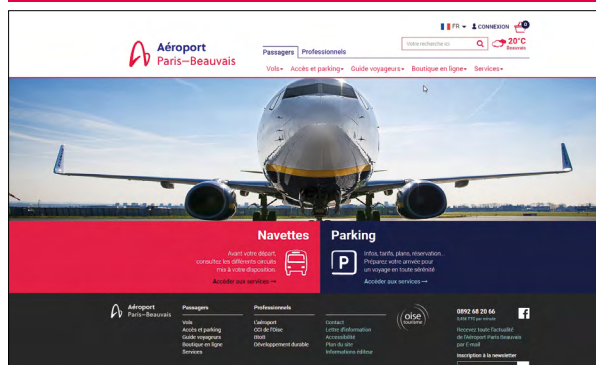 FR
CONNEXION
0
Aéroport
Paris–Beauvais
Passagers Professionnels
Votre recherche ici
20°C
Beauvais
Vols Accès et parking Guide voyageurs Boutique en ligne Services
Navettes
Avant votre départ,
consultez les différents circuits
mis à votre disposition.
Accéder aux services →
Parking
P
Infos, tarifs, plans, réservation...
Préparez votre arrivée pour
un voyage en toute sérénité
Accéder aux services →
Aéroport
Paris–Beauvais
Passagers
Vols
Accès et parking
Guide voyageurs
Boutique en ligne
Services
Professionnels
L'aéroport
CCI de l'Oise
Développement durable
Contact
Lettre d'information
Accessibilité
Plan du site
Informations éditeur
oise
tourisme
0892 68 20 66
Recevez toute l'actualité
de l'Aéroport Paris Beauvais
par E-mail
Inscription à la newsletter